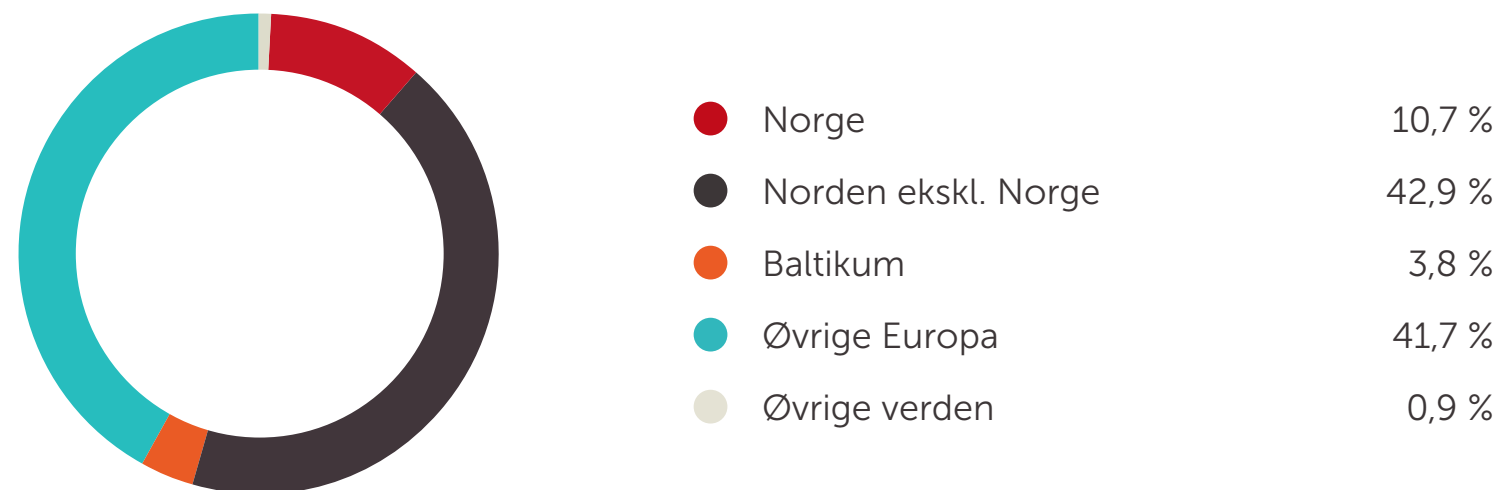 Norge 10,7 %
Norden ekskl. Norge 42,9 %
Baltikum 3,8 %
Øvrige Europa 41,7 %
Øvrige verden 0,9 %